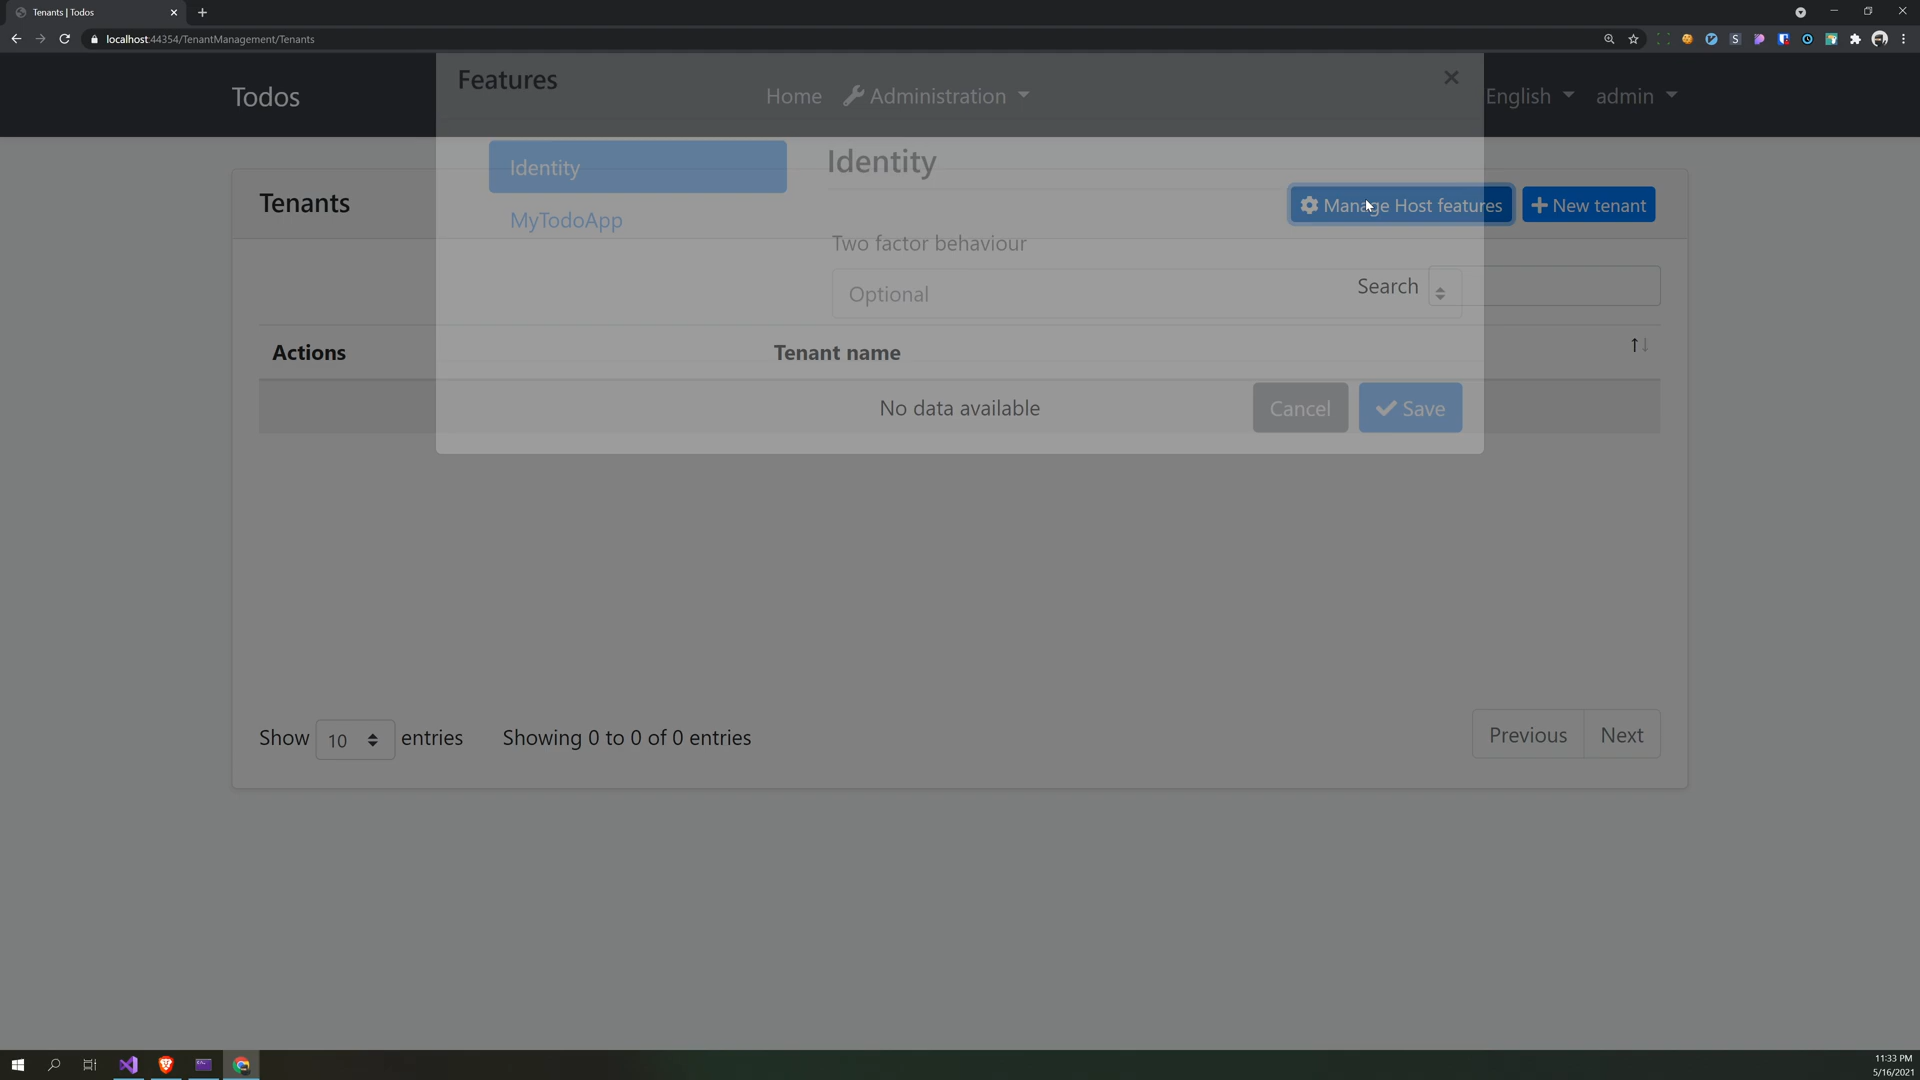 Tenants | Todos
localhost:44354/TenantManagement/Tenants
Features
Todos
Home
Administration
English
admin
Identity
Identity
Tenants
Manage Host features
New tenant
MyTodoApp
Two factor behaviour
Optional
Search
Actions
Tenant name
No data available
Cancel
Save
Show 10 entries
Showing 0 to 0 of 0 entries
Previous
Next
11:33 PM
5/16/2021